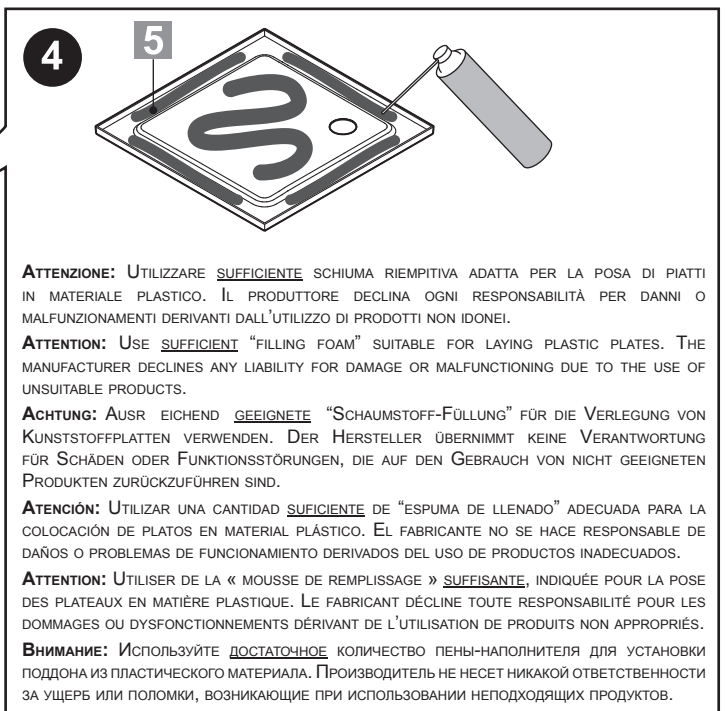 4
5
ATTENZIONE: UTILIZZARE SUFFICIENTE SCHIUMA RIEMPITIVA ADATTA PER LA POSA DI PIATTI
IN MATERIALE PLASTICO. IL PRODUTTORE DECLINA OGNI RESPONSABILITÀ PER DANNI O
MALFUNZIONAMENTI DERIVANTI DALL'UTILIZZO DI PRODOTTI NON IDONEI.
ATTENTION: USE SUFFICIENT “FILLING FOAM” SUITABLE FOR LAYING PLASTIC PLATES. THE
MANUFACTURER DECLINES ANY LIABILITY FOR DAMAGE OR MALFUNCTIONING DUE TO THE USE OF
UNSUITABLE PRODUCTS.
ACHTUNG: AUSR EICHEND GEEIGNETE “SCHAUMSTOFF-FÜLLUNG” FÜR DIE VERLEGUNG VON
KUNSTSTOFFPLATTEN VERWENDEN. DER HERSTELLER ÜBERNIMMT KEINE VERANTWORTUNG
FÜR SCHÄDEN ODER FUNKTIONSSTÖRUNGEN, DIE AUF DEN GEBRAUCH VON NICHT GEEIGNETEN
PRODUKTEN ZURÜCKZUFÜHREN SIND.
ATENCIÓN: UTILIZAR UNA CANTIDAD SUFICIENTE DE “ESPUMA DE LLENADO” ADECUADA PARA LA
COLOCACIÓN DE PLATOS EN MATERIAL PLÁSTICO. EL FABRICANTE NO SE HACE RESPONSABLE DE
DAÑOS O PROBLEMAS DE FUNCIONAMIENTO DERIVADOS DEL USO DE PRODUCTOS INADECUADOS.
ATTENTION: UTILISER DE LA « MOUSSE DE REMPLISSAGE » SUFFISANTE, INDIQUÉE POUR LA POSE
DES PLATEAUX EN MATIÈRE PLASTIQUE. LE FABRICANT DÉCLINE TOUTE RESPONSABILITÉ POUR LES
DOMMAGES OU DYSFONCTIONNEMENTS DÉRIVANT DE L'UTILISATION DE PRODUITS NON APPROPRIÉS.
ВНИМАНИЕ: ИСПОЛЬЗУЙТЕ ДОСТАТОЧНОЕ КОЛИЧЕСТВО ПЕНЫ-НАПОЛНИТЕЛЯ ДЛЯ УСТАНОВКИ
ПОДДОНА ИЗ ПЛАСТИЧЕСКОГО МАТЕРИАЛА. ПРОИЗВОДИТЕЛЬ НЕ НЕСЕТ НИКАКОЙ ОТВЕТСТВЕННОСТИ
ЗА УЩЕРБ ИЛИ ПОЛОМКИ, ВОЗНИКАЮЩИЕ ПРИ ИСПОЛЬЗОВАНИИ НЕПОДХОДЯЩИХ ПРОДУКТОВ.